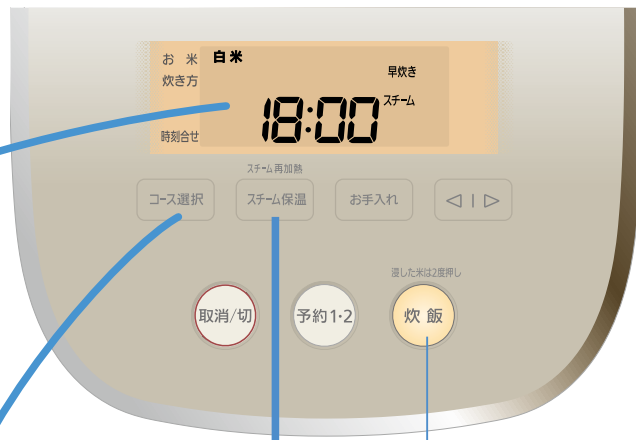 お米 白米
早炊き
炊き方
スチーム
18:00
時刻合せ
スチーム再加熱
コース選択 スチーム保温 お手入れ ◁ | ▷
浸した米は2度押し
取消/切 予約1・2 炊飯